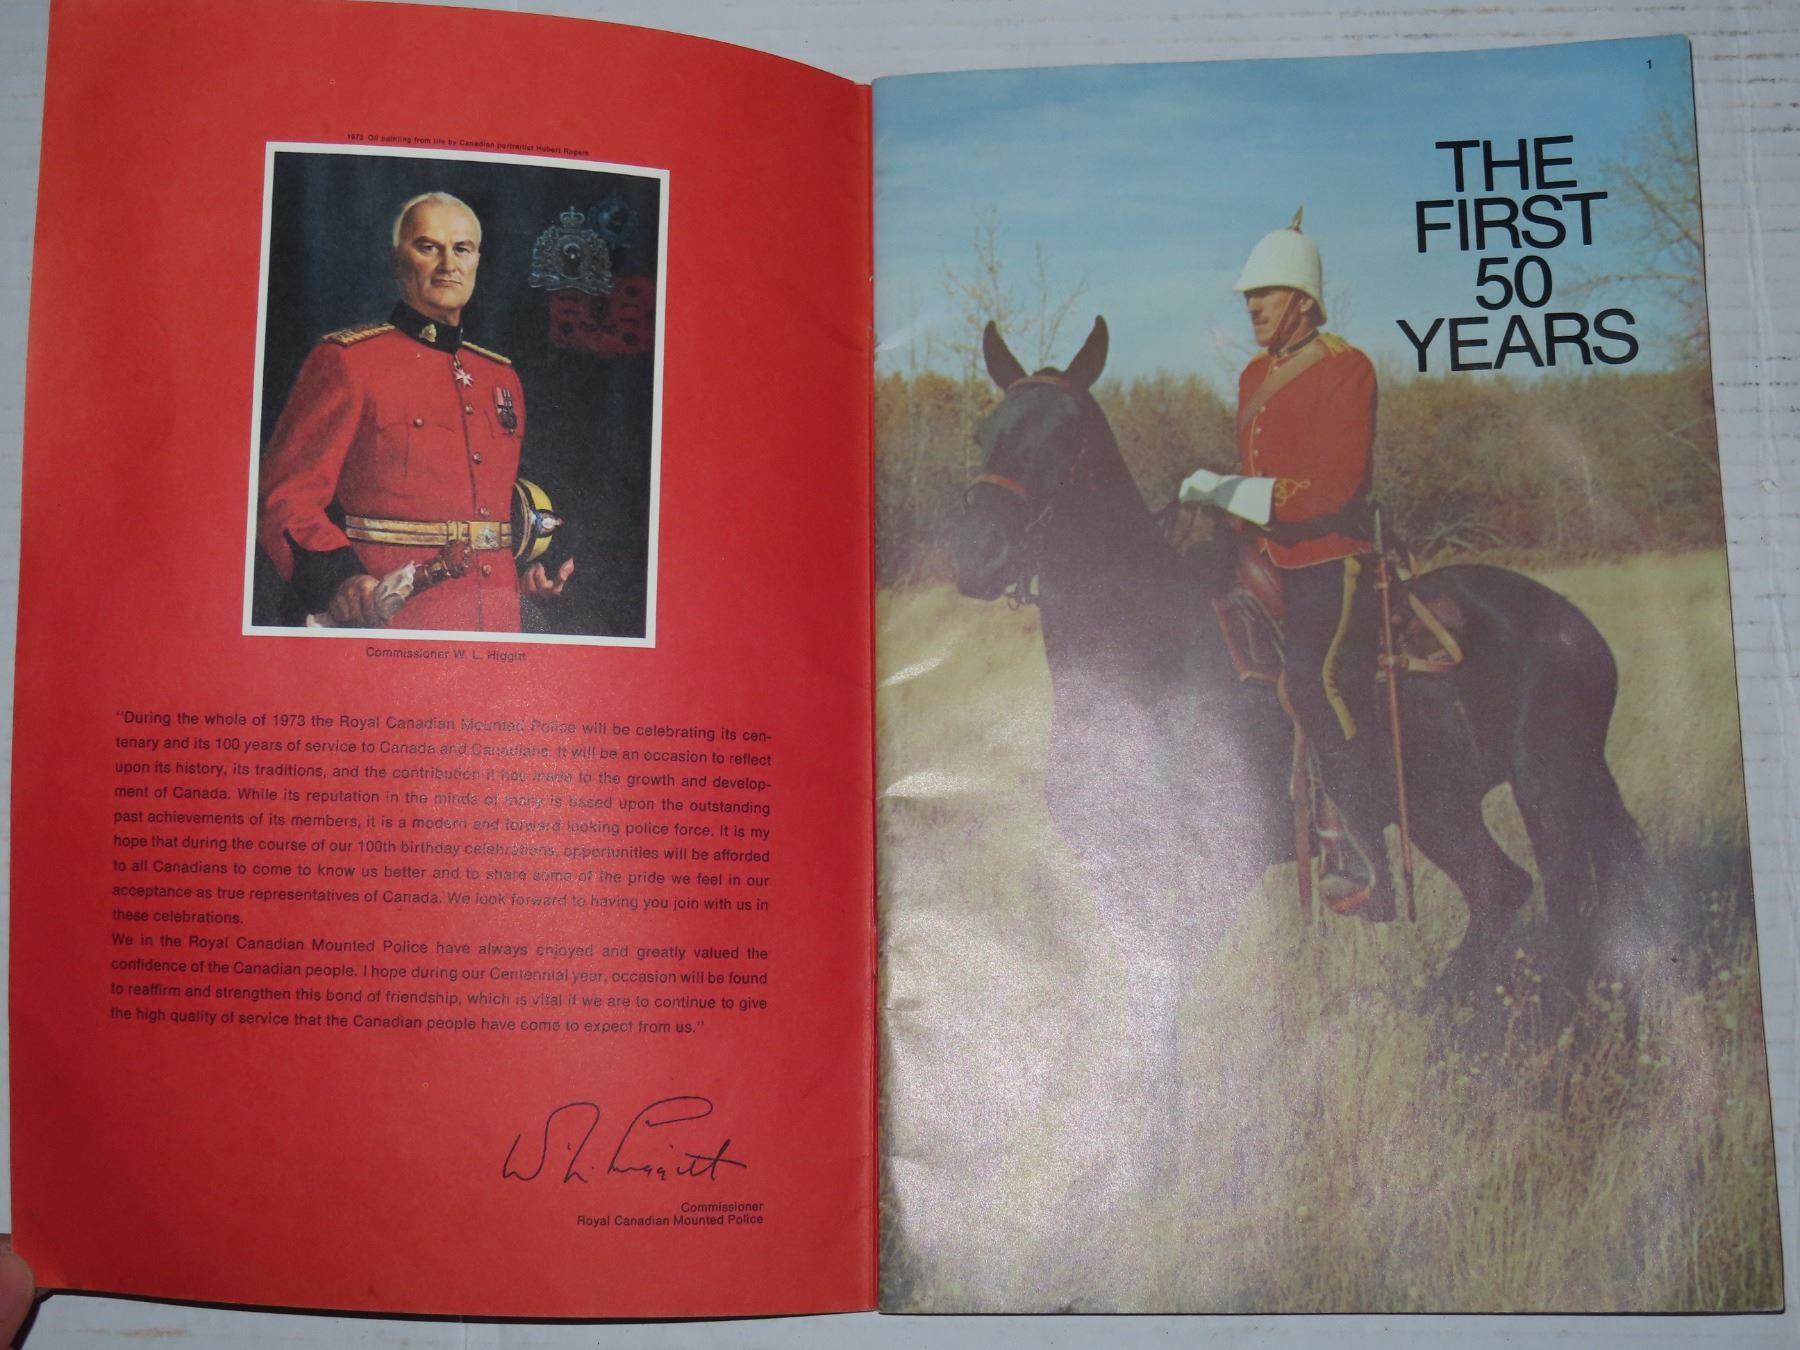 1973 Oil painting from life by Canadian portraitist Hubert Rogers
Commissioner W. L. Higgitt
"During the whole of 1973 the Royal Canadian Mounted Police will be celebrating its cen-
tenary and its 100 years of service to Canada and Canadians. It will be an occasion to reflect
upon its history, its traditions, and the contribution it has made to the growth and develop-
ment of Canada. While its reputation in the minds of many is based upon the outstanding
past achievements of its members, it is a modern and forward looking police force. It is my
hope that during the course of our 100th birthday celebrations, opportunities will be afforded
to all Canadians to come to know us better and to share some of the pride we feel in our
acceptance as true representatives of Canada. We look forward to having you join with us in
these celebrations.
We in the Royal Canadian Mounted Police have always enjoyed and greatly valued the
confidence of the Canadian people. I hope during our Centennial year, occasion will be found
to reaffirm and strengthen this bond of friendship, which is vital if we are to continue to give
the high quality of service that the Canadian people have come to expect from us."
W. L. Higgitt
Commissioner
Royal Canadian Mounted Police
1
THE
FIRST
50
YEARS